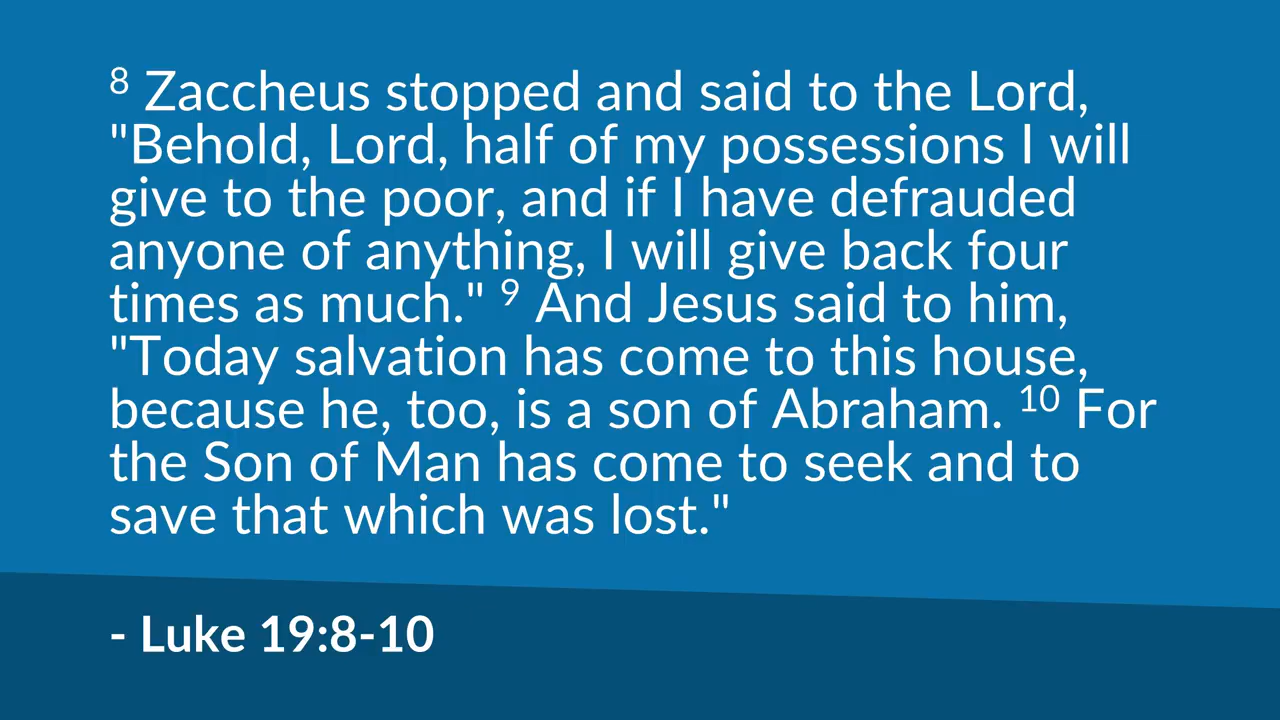 8 Zaccheus stopped and said to the Lord,
"Behold, Lord, half of my possessions I will
give to the poor, and if I have defrauded
anyone of anything, I will give back four
times as much." 9 And Jesus said to him,
"Today salvation has come to this house,
because he, too, is a son of Abraham. 10 For
the Son of Man has come to seek and to
save that which was lost."
- Luke 19:8-10